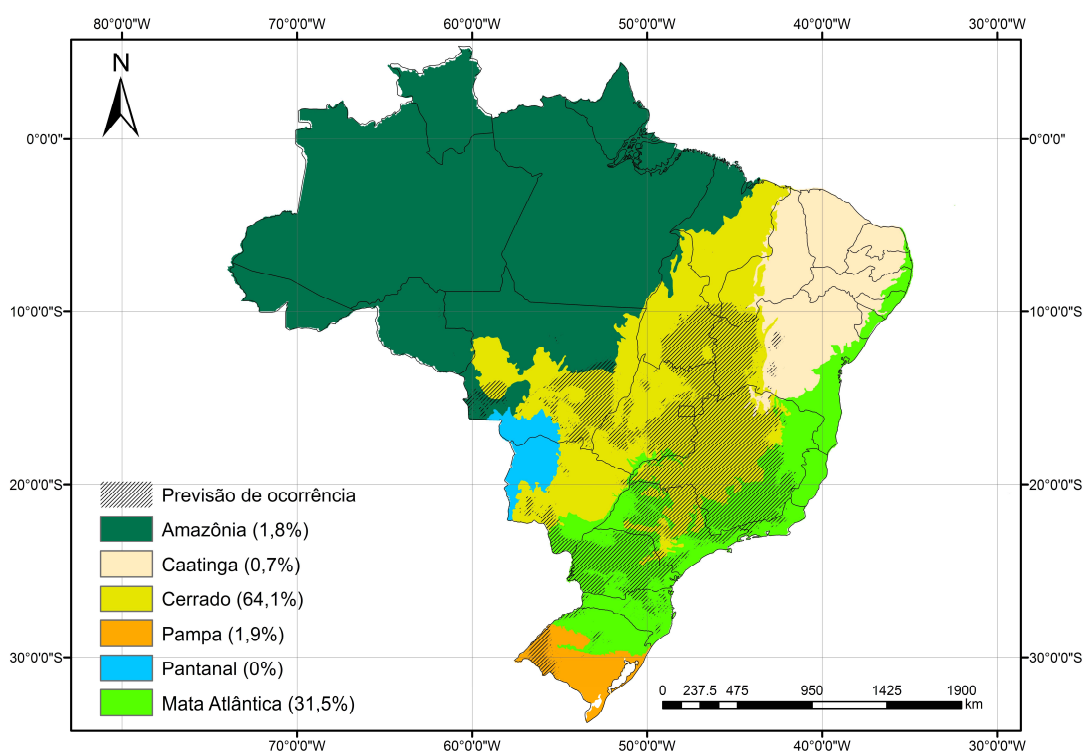 80°0'0"W 70°0'0"W 60°0'0"W 50°0'0"W 40°0'0"W 30°0'0"W
N
0°0'0" 0°0'0"
10°0'0"S 10°0'0"S
20°0'0"S 20°0'0"S
30°0'0"S 30°0'0"S
Previsão de ocorrência
Amazônia (1,8%)
Caatinga (0,7%)
Cerrado (64,1%)
Pampa (1,9%)
Pantanal (0%)
Mata Atlântica (31,5%)
0 237.5 475 950 1425 1900
km
70°0'0"W 60°0'0"W 50°0'0"W 40°0'0"W 30°0'0"W